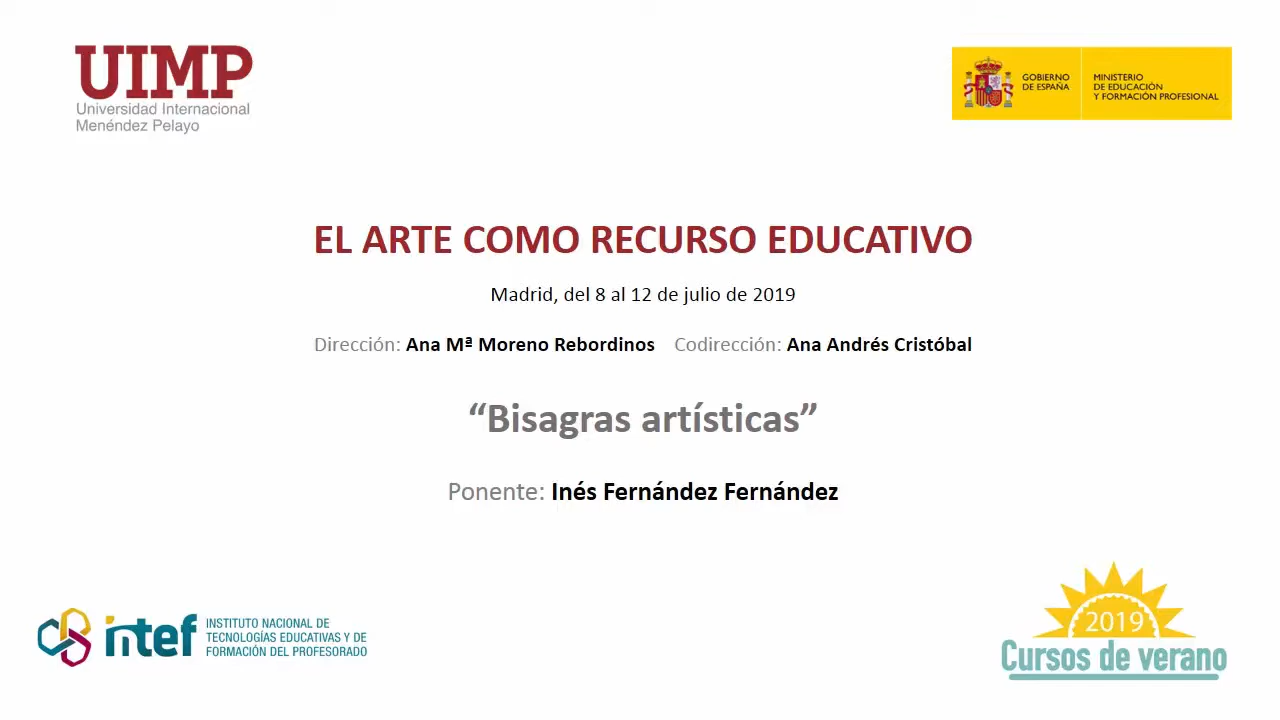 UIMP
Universidad Internacional
Menéndez Pelayo
GOBIERNO
DE ESPAÑA
MINISTERIO
DE EDUCACIÓN
Y FORMACIÓN PROFESIONAL
EL ARTE COMO RECURSO EDUCATIVO
Madrid, del 8 al 12 de julio de 2019
Dirección: Ana Mª Moreno Rebordinos Codirección: Ana Andrés Cristóbal
“Bisagras artísticas”
Ponente: Inés Fernández Fernández
intef
INSTITUTO NACIONAL DE
TECNOLOGÍAS EDUCATIVAS Y DE
FORMACIÓN DEL PROFESORADO
2019
Cursos de verano